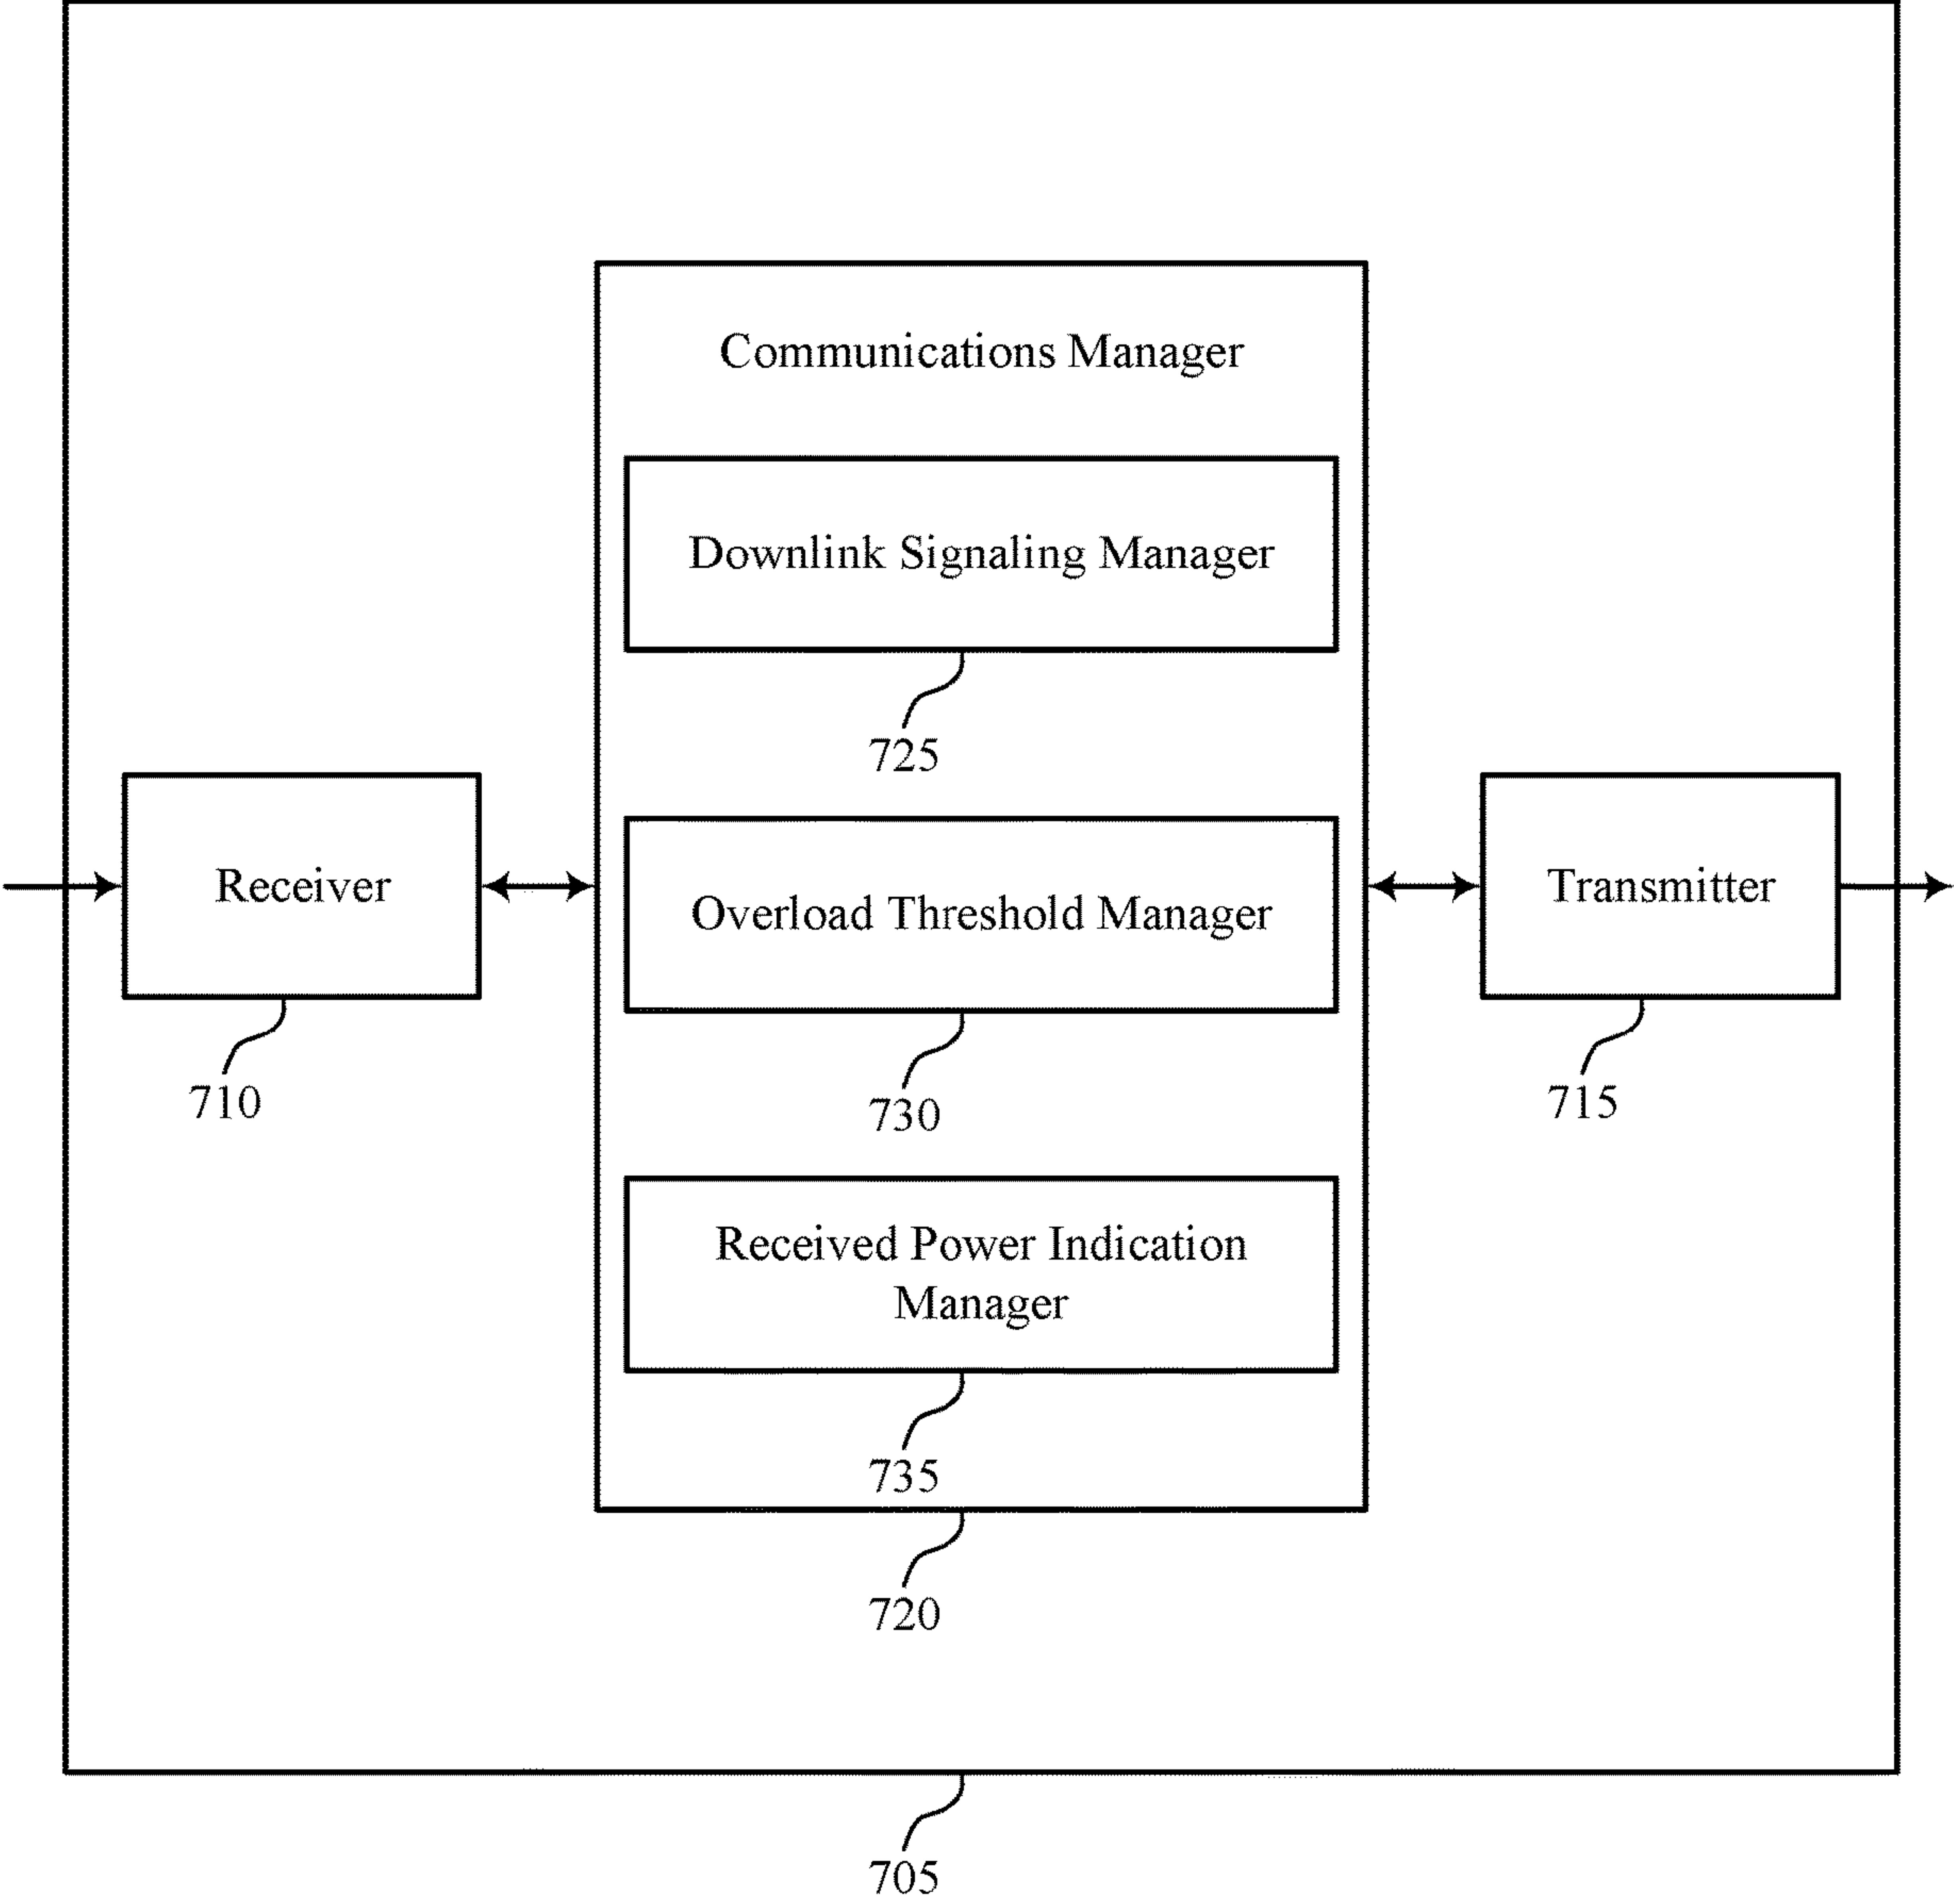 Communications Manager
Downlink Signaling Manager
725
Receiver
710
Overload Threshold Manager
730
Transmitter
715
Received Power Indication
Manager
735
720
705